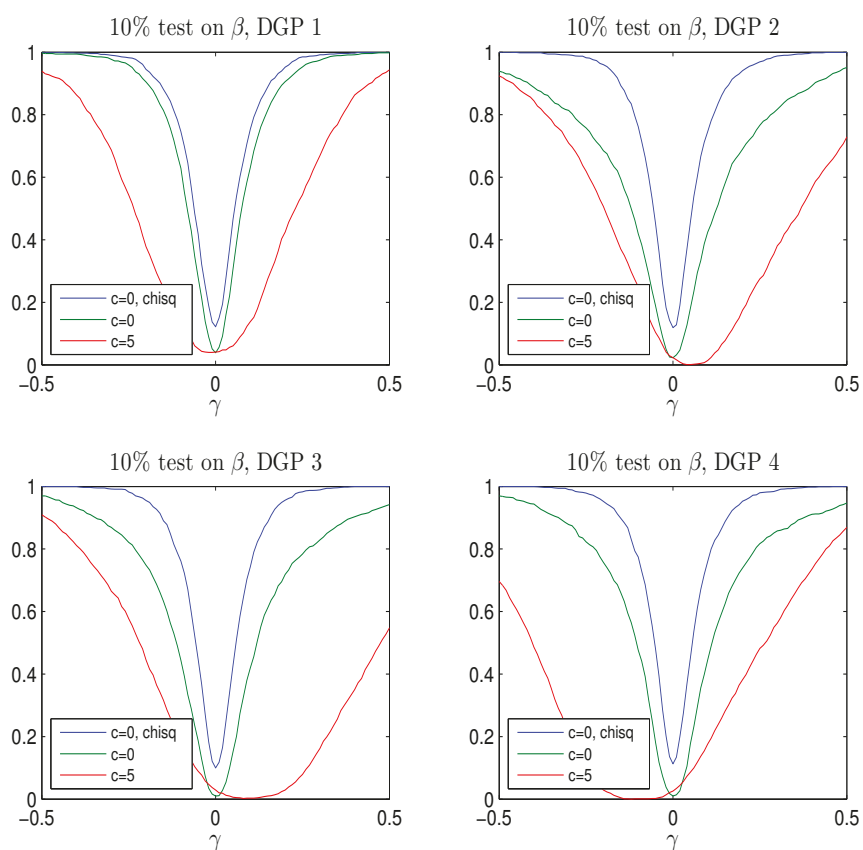 10% test on β, DGP 1
1
0.8
0.6
0.4
0.2
0
c=0, chisq
c=0
c=5
−0.5 0 0.5
γ
10% test on β, DGP 2
1
0.8
0.6
0.4
0.2
0
c=0, chisq
c=0
c=5
−0.5 0 0.5
γ
10% test on β, DGP 3
1
0.8
0.6
0.4
0.2
0
c=0, chisq
c=0
c=5
−0.5 0 0.5
γ
10% test on β, DGP 4
1
0.8
0.6
0.4
0.2
0
c=0, chisq
c=0
c=5
−0.5 0 0.5
γ